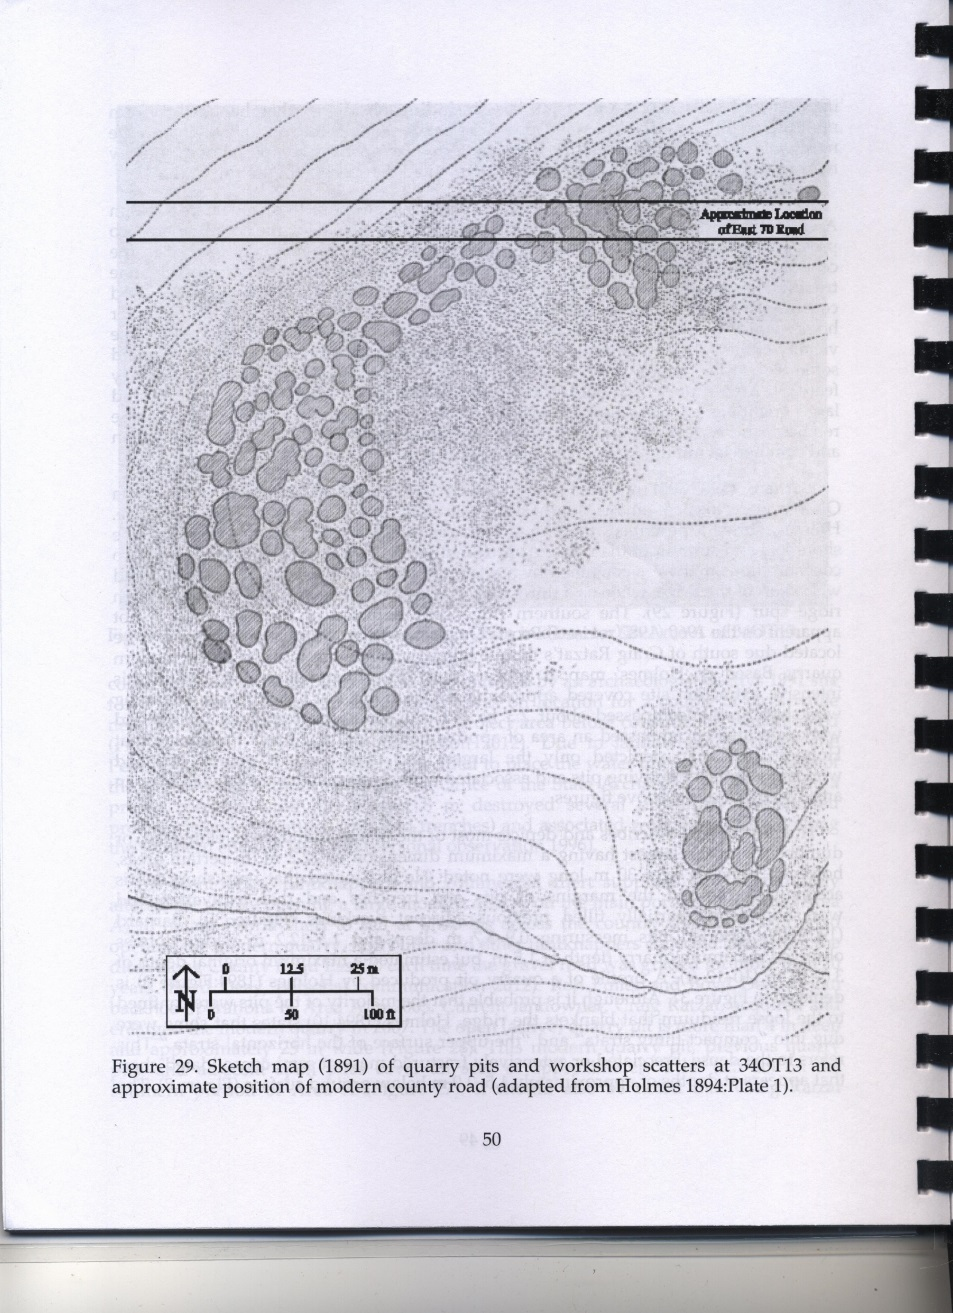 Approximate Location
of East 70 Road
0 12.5 25 m
N
0 50 100 ft
Figure 29. Sketch map (1891) of quarry pits and workshop scatters at 34OT13 and
approximate position of modern county road (adapted from Holmes 1894:Plate 1).
50